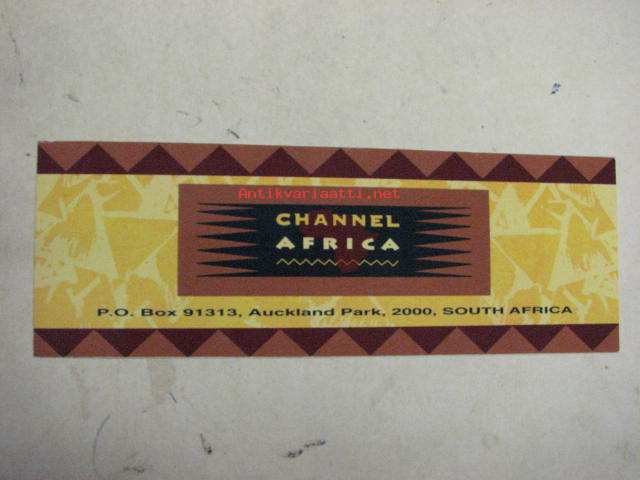 Antikvariaatti.net
CHANNEL
AFRICA
P.O. Box 91313, Auckland Park, 2000, SOUTH AFRICA